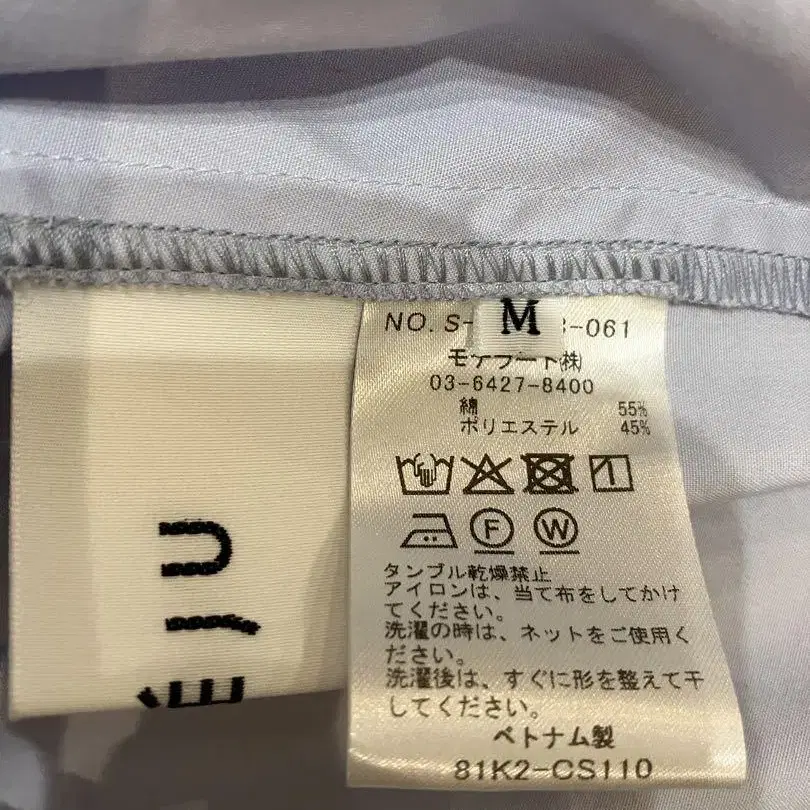 NO. S- M -061
モデラート㈱
03-6427-8400
綿 55%
ポリエステル 45%
F W
タンブル乾燥禁止
アイロンは、当て布をしてかけ
てください。
洗濯の時は、ネットをご使用く
ださい。
洗濯後は、すぐに形を整えて干
してください。
ベトナム製
81K2-CS110